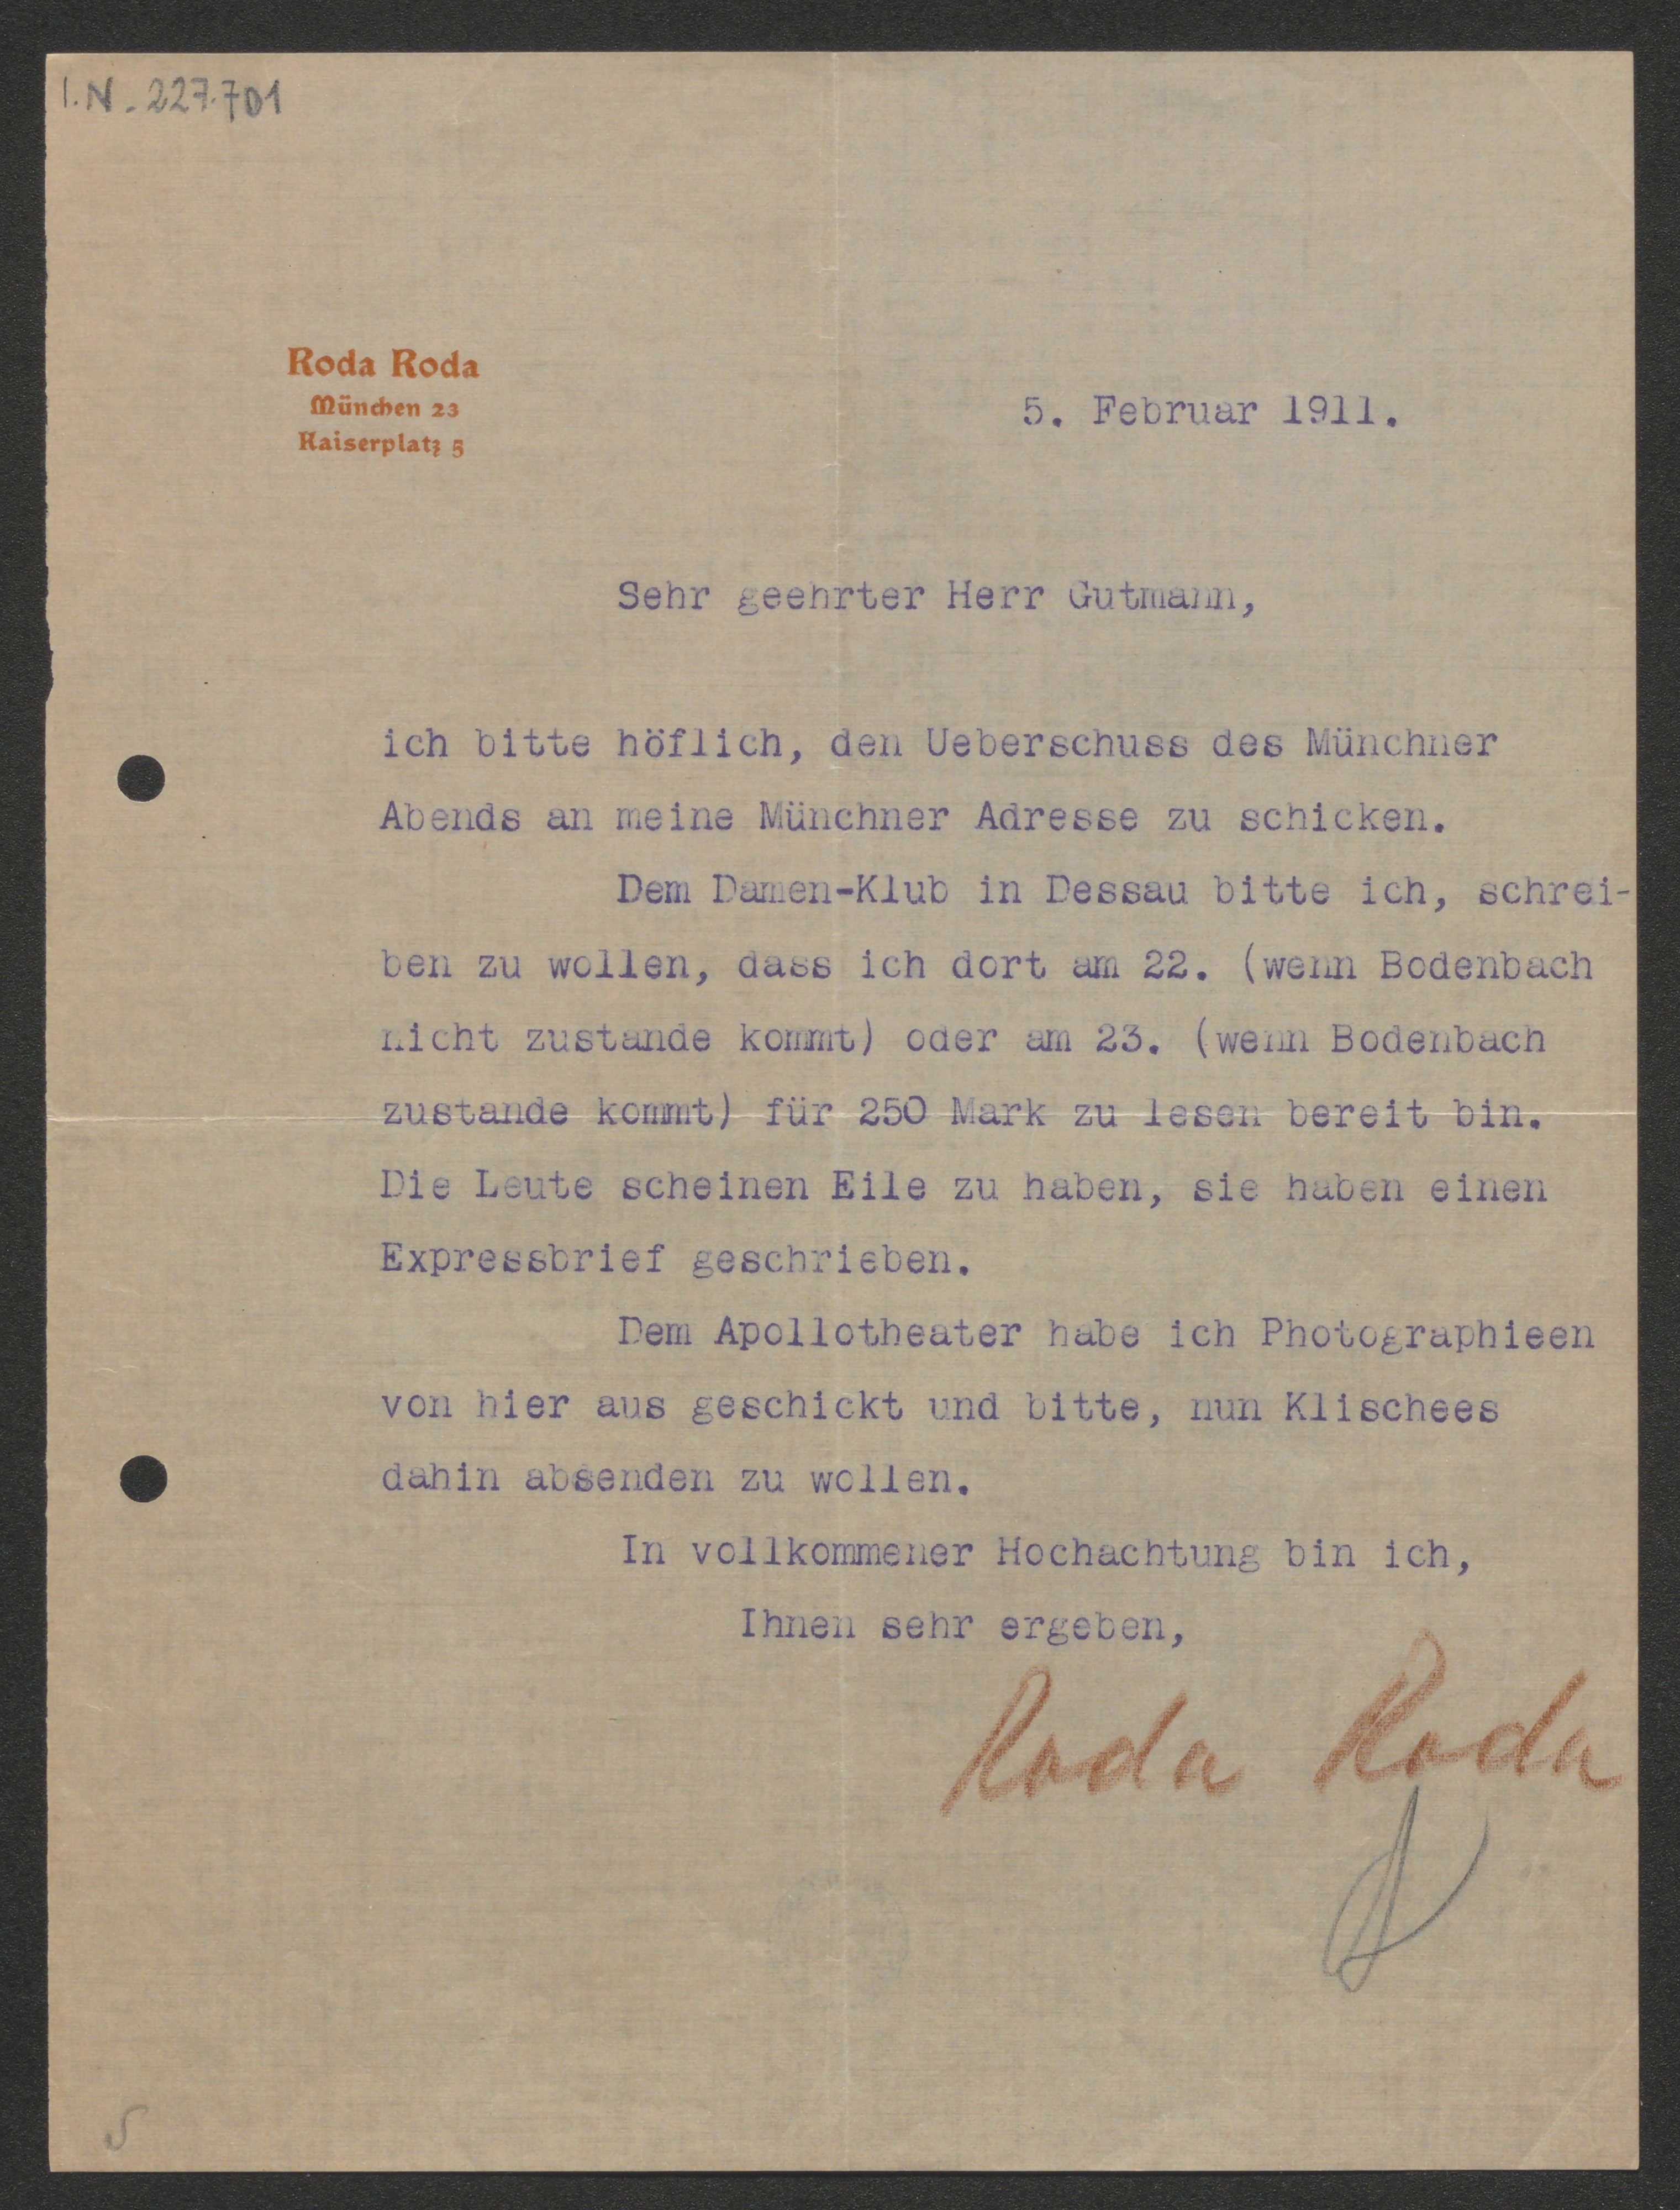 I.N. 227.701
Roda Roda
München 23
Kaiserplatz 5
5. Februar 1911.
Sehr geehrter Herr Gutmann,
ich bitte höflich, den Ueberschuss des Münchner
Abends an meine Münchner Adresse zu schicken.
Dem Damen-Klub in Dessau bitte ich, schrei-
ben zu wollen, dass ich dort am 22. (wenn Bodenbach
nicht zustande kommt) oder am 23. (wenn Bodenbach
zustande kommt) für 250 Mark zu lesen bereit bin.
Die Leute scheinen Eile zu haben, sie haben einen
Expressbrief geschrieben.
Dem Apollotheater habe ich Photographieen
von hier aus geschickt und bitte, nun Klischees
dahin absenden zu wollen.
In vollkommener Hochachtung bin ich,
Ihnen sehr ergeben,
Roda Roda